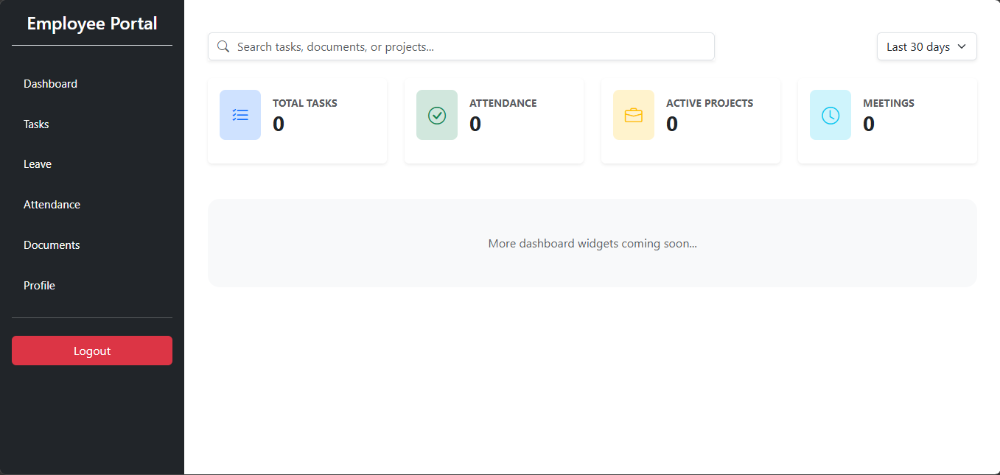 Employee Portal
Dashboard
Tasks
Leave
Attendance
Documents
Profile
Logout
Search tasks, documents, or projects...
Last 30 days
TOTAL TASKS
0
ATTENDANCE
0
ACTIVE PROJECTS
0
MEETINGS
0
More dashboard widgets coming soon...